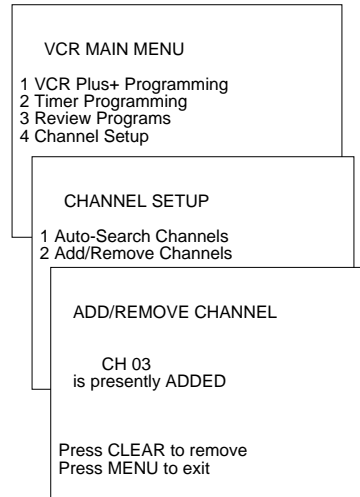 VCR MAIN MENU
1 VCR Plus+ Programming
2 Timer Programming
3 Review Programs
4 Channel Setup
CHANNEL SETUP
1 Auto-Search Channels
2 Add/Remove Channels
ADD/REMOVE CHANNEL
CH 03
is presently ADDED
Press CLEAR to remove
Press MENU to exit